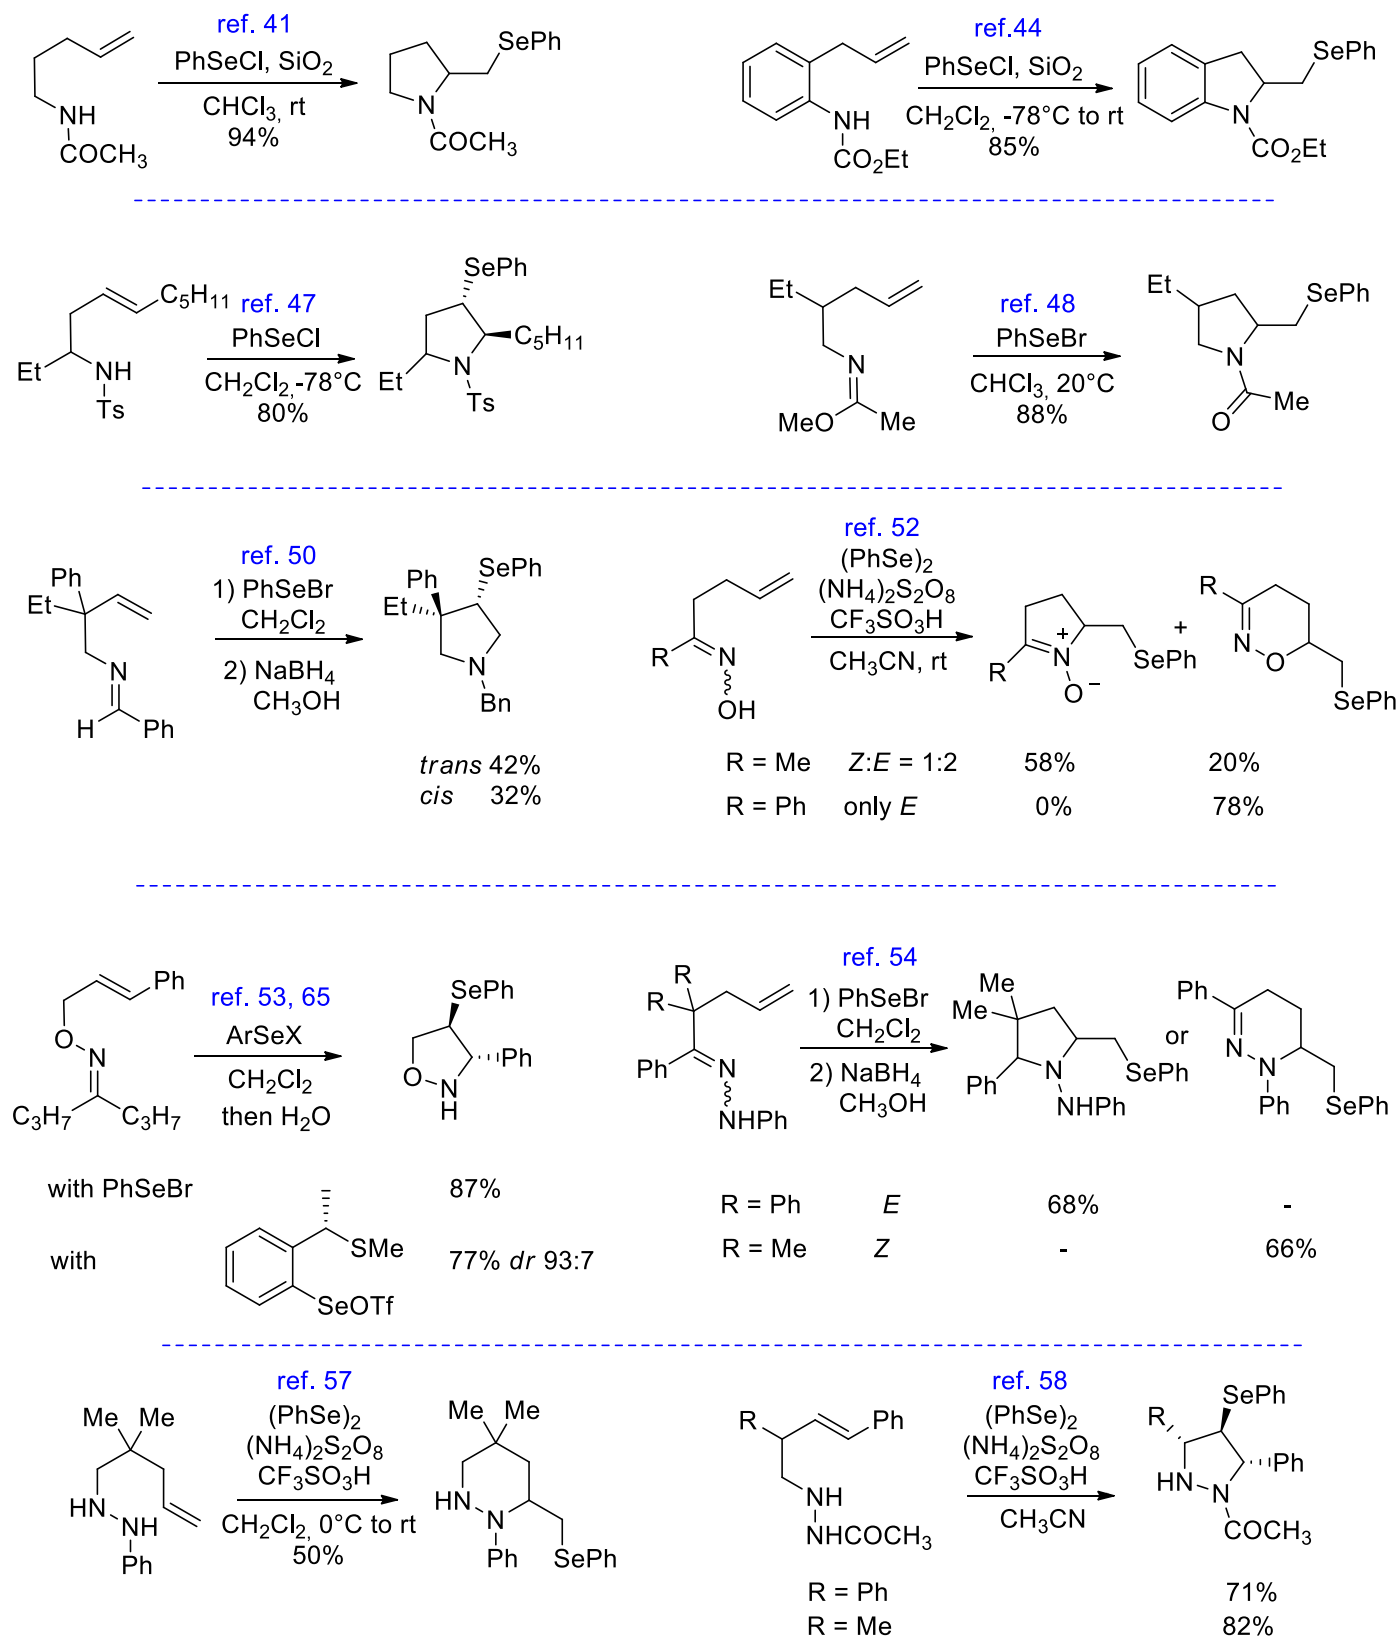 ref. 41
PhSeCl, SiO2
CHCl3, rt
94%
NH
COCH3
SePh
N
COCH3
ref.44
PhSeCl, SiO2
CH2Cl2, -78°C to rt
85%
NH
CO2Et
SePh
N
CO2Et
C5H11
Et
NH
Ts
ref. 47
PhSeCl
CH2Cl2, -78°C
80%
SePh
C5H11
Et
N
Ts
Et
N
MeO
Me
ref. 48
PhSeBr
CHCl3, 20°C
88%
Et
SePh
N
Me
O
Ph
Et
N
H
Ph
ref. 50
1) PhSeBr
CH2Cl2
2) NaBH4
CH3OH
Ph
SePh
Et
N
Bn
trans 42%
cis 32%
R
N
OH
ref. 52
(PhSe)2
(NH4)2S2O8
CF3SO3H
CH3CN, rt
R
N
+
O
−
SePh
+
R
N
O
SePh
R = Me Z:E = 1:2 58% 20%
R = Ph only E 0% 78%
Ph
O
N
C3H7
C3H7
ref. 53, 65
ArSeX
CH2Cl2
then H2O
SePh
Ph
O
N
H
with PhSeBr 87%
with
SMe
SeOTf
77% dr 93:7
R
R
Ph
N
NHPh
ref. 54
1) PhSeBr
CH2Cl2
2) NaBH4
CH3OH
Me
Me
Ph
N
NHPh
SePh
or
Ph
N
N
Ph
SePh
R = Ph E 68% -
R = Me Z - 66%
Me Me
HN
NH
Ph
ref. 57
(PhSe)2
(NH4)2S2O8
CF3SO3H
CH2Cl2, 0°C to rt
50%
Me Me
HN
N
Ph
SePh
R
Ph
NH
NHCOCH3
ref. 58
(PhSe)2
(NH4)2S2O8
CF3SO3H
CH3CN
SePh
R
Ph
HN
N
COCH3
R = Ph 71%
R = Me 82%